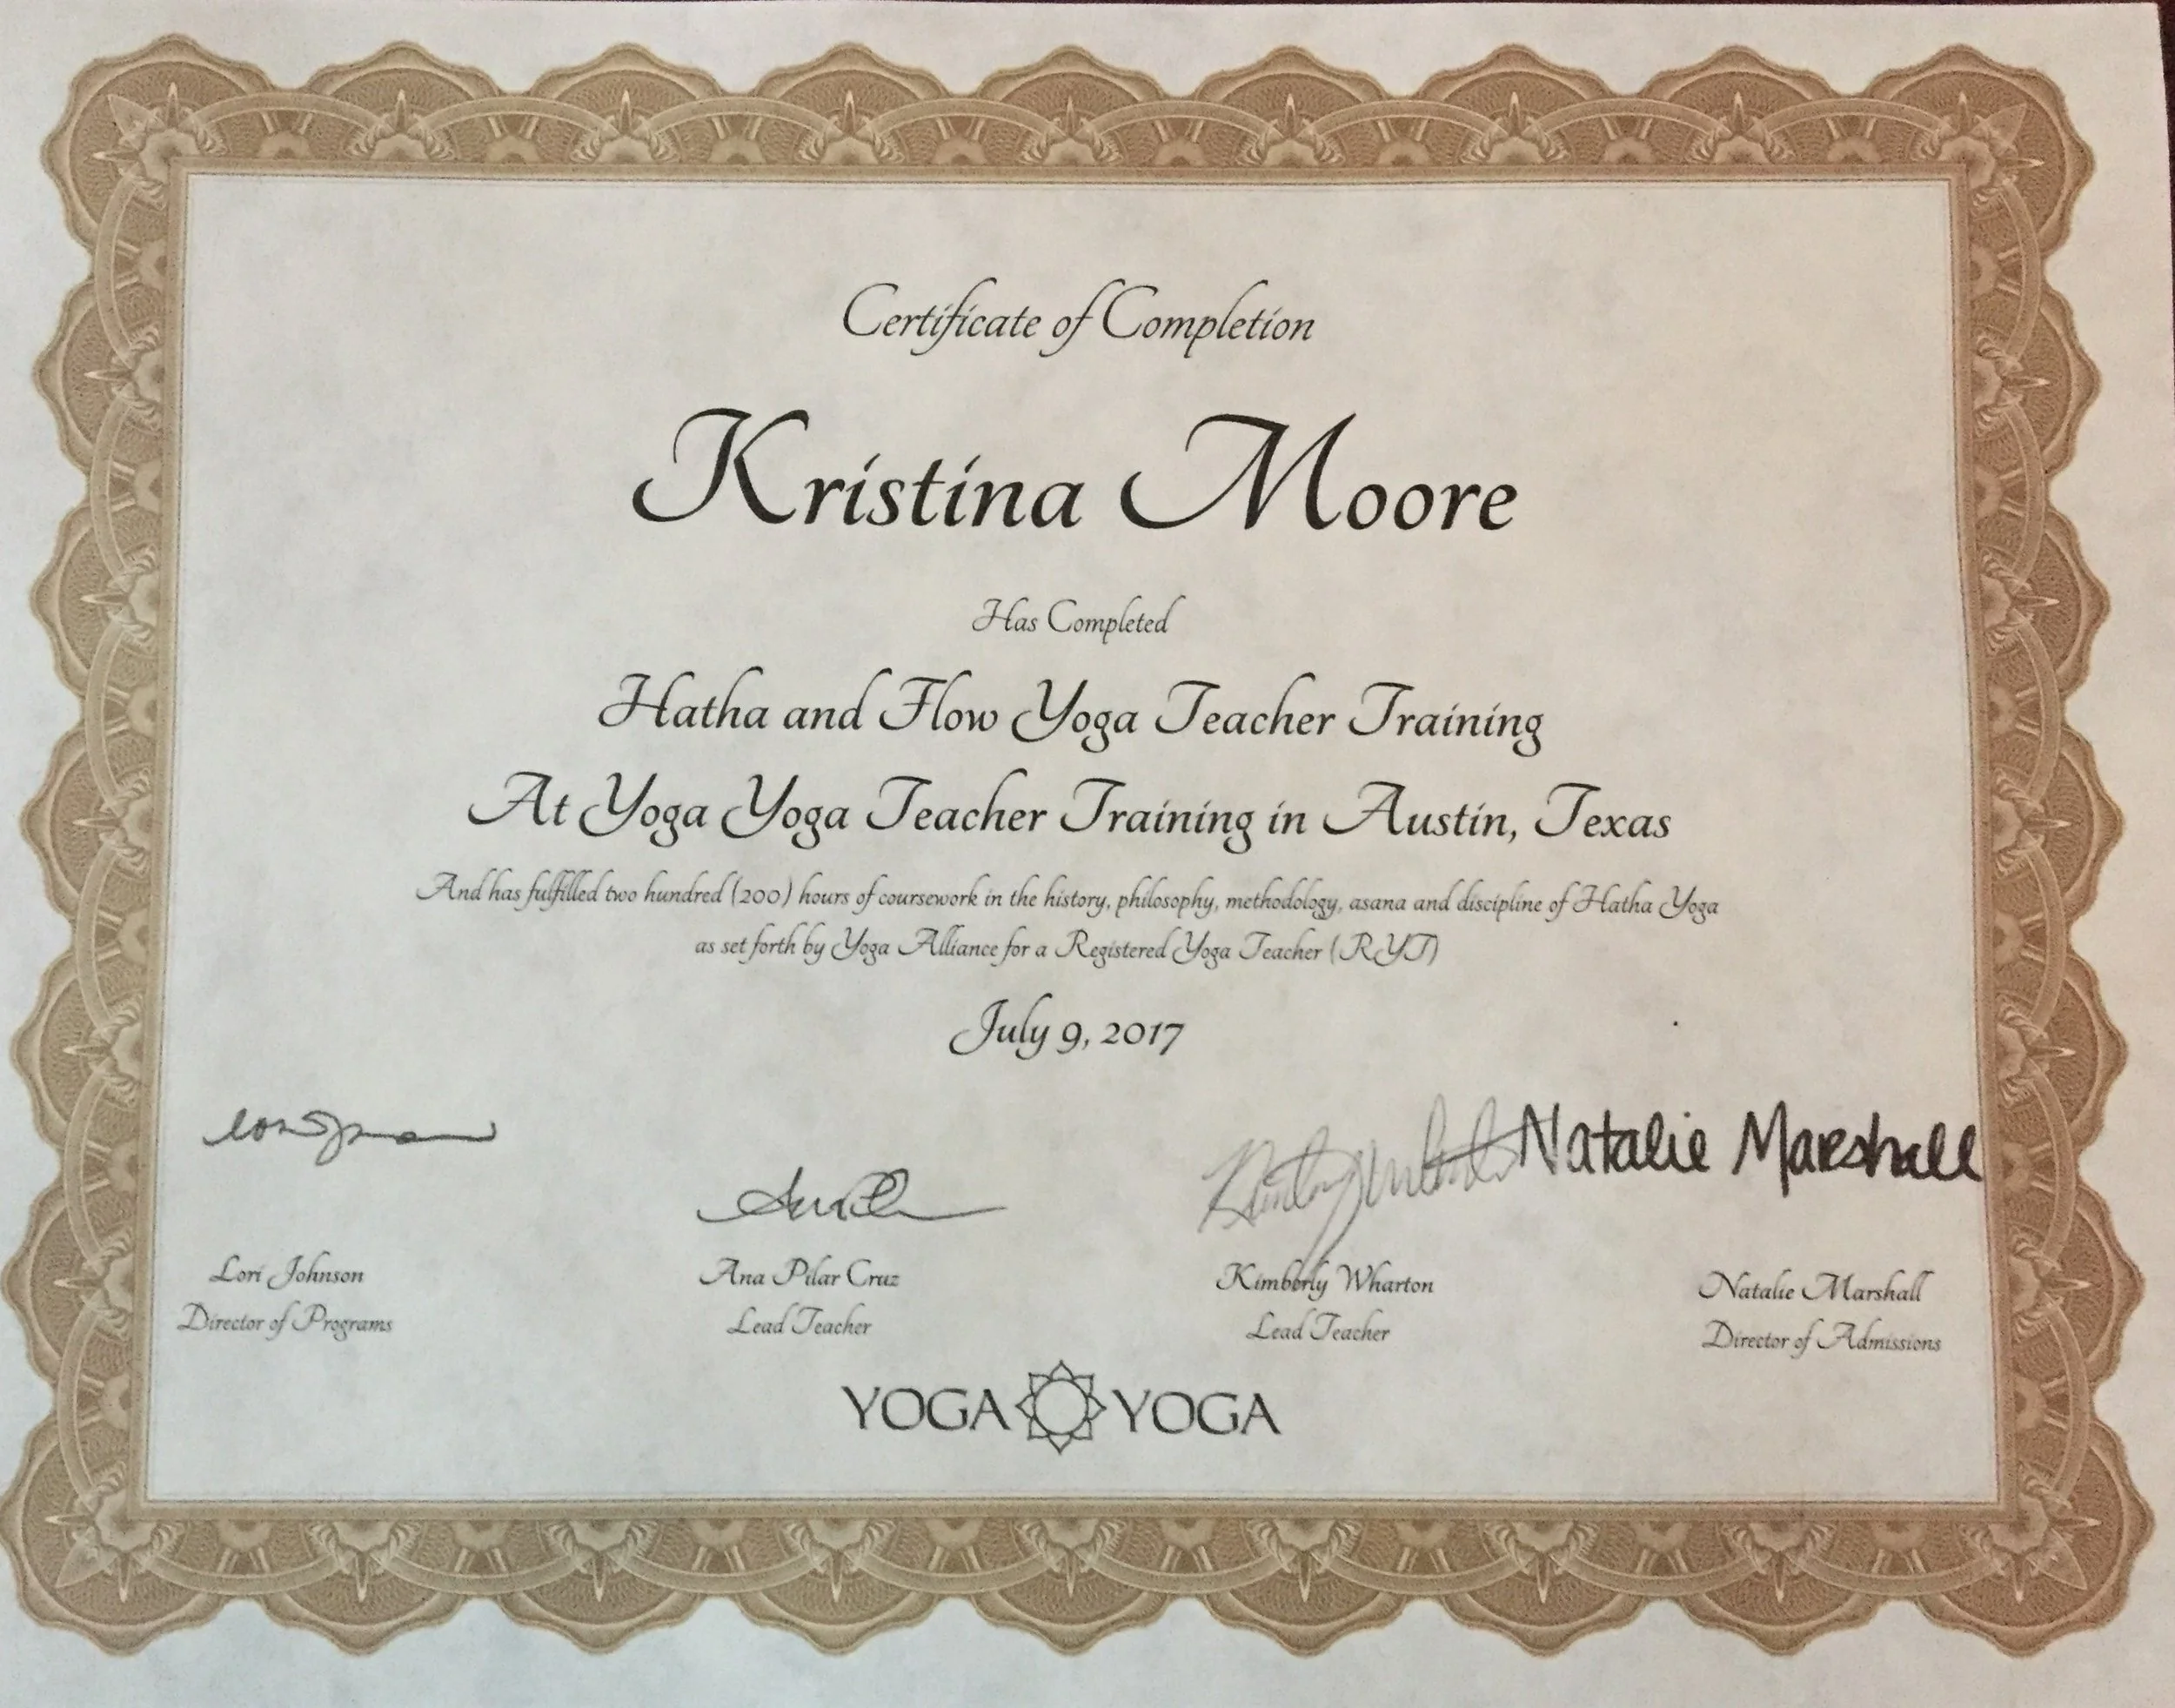 Certificate of Completion
Kristina Moore
Has Completed
Hatha and Flow Yoga Teacher Training
At Yoga Yoga Teacher Training in Austin, Texas
And has fulfilled two hundred (200) hours of coursework in the history, philosophy, methodology, asana and discipline of Hatha Yoga
as set forth by Yoga Alliance for a Registered Yoga Teacher (RYT)
July 9, 2017
Kimberly Wharton
Natalie Marshall
Lori Johnson
Director of Programs
Ana Pilar Cruz
Lead Teacher
Kimberly Wharton
Lead Teacher
Natalie Marshall
Director of Admissions
YOGA YOGA